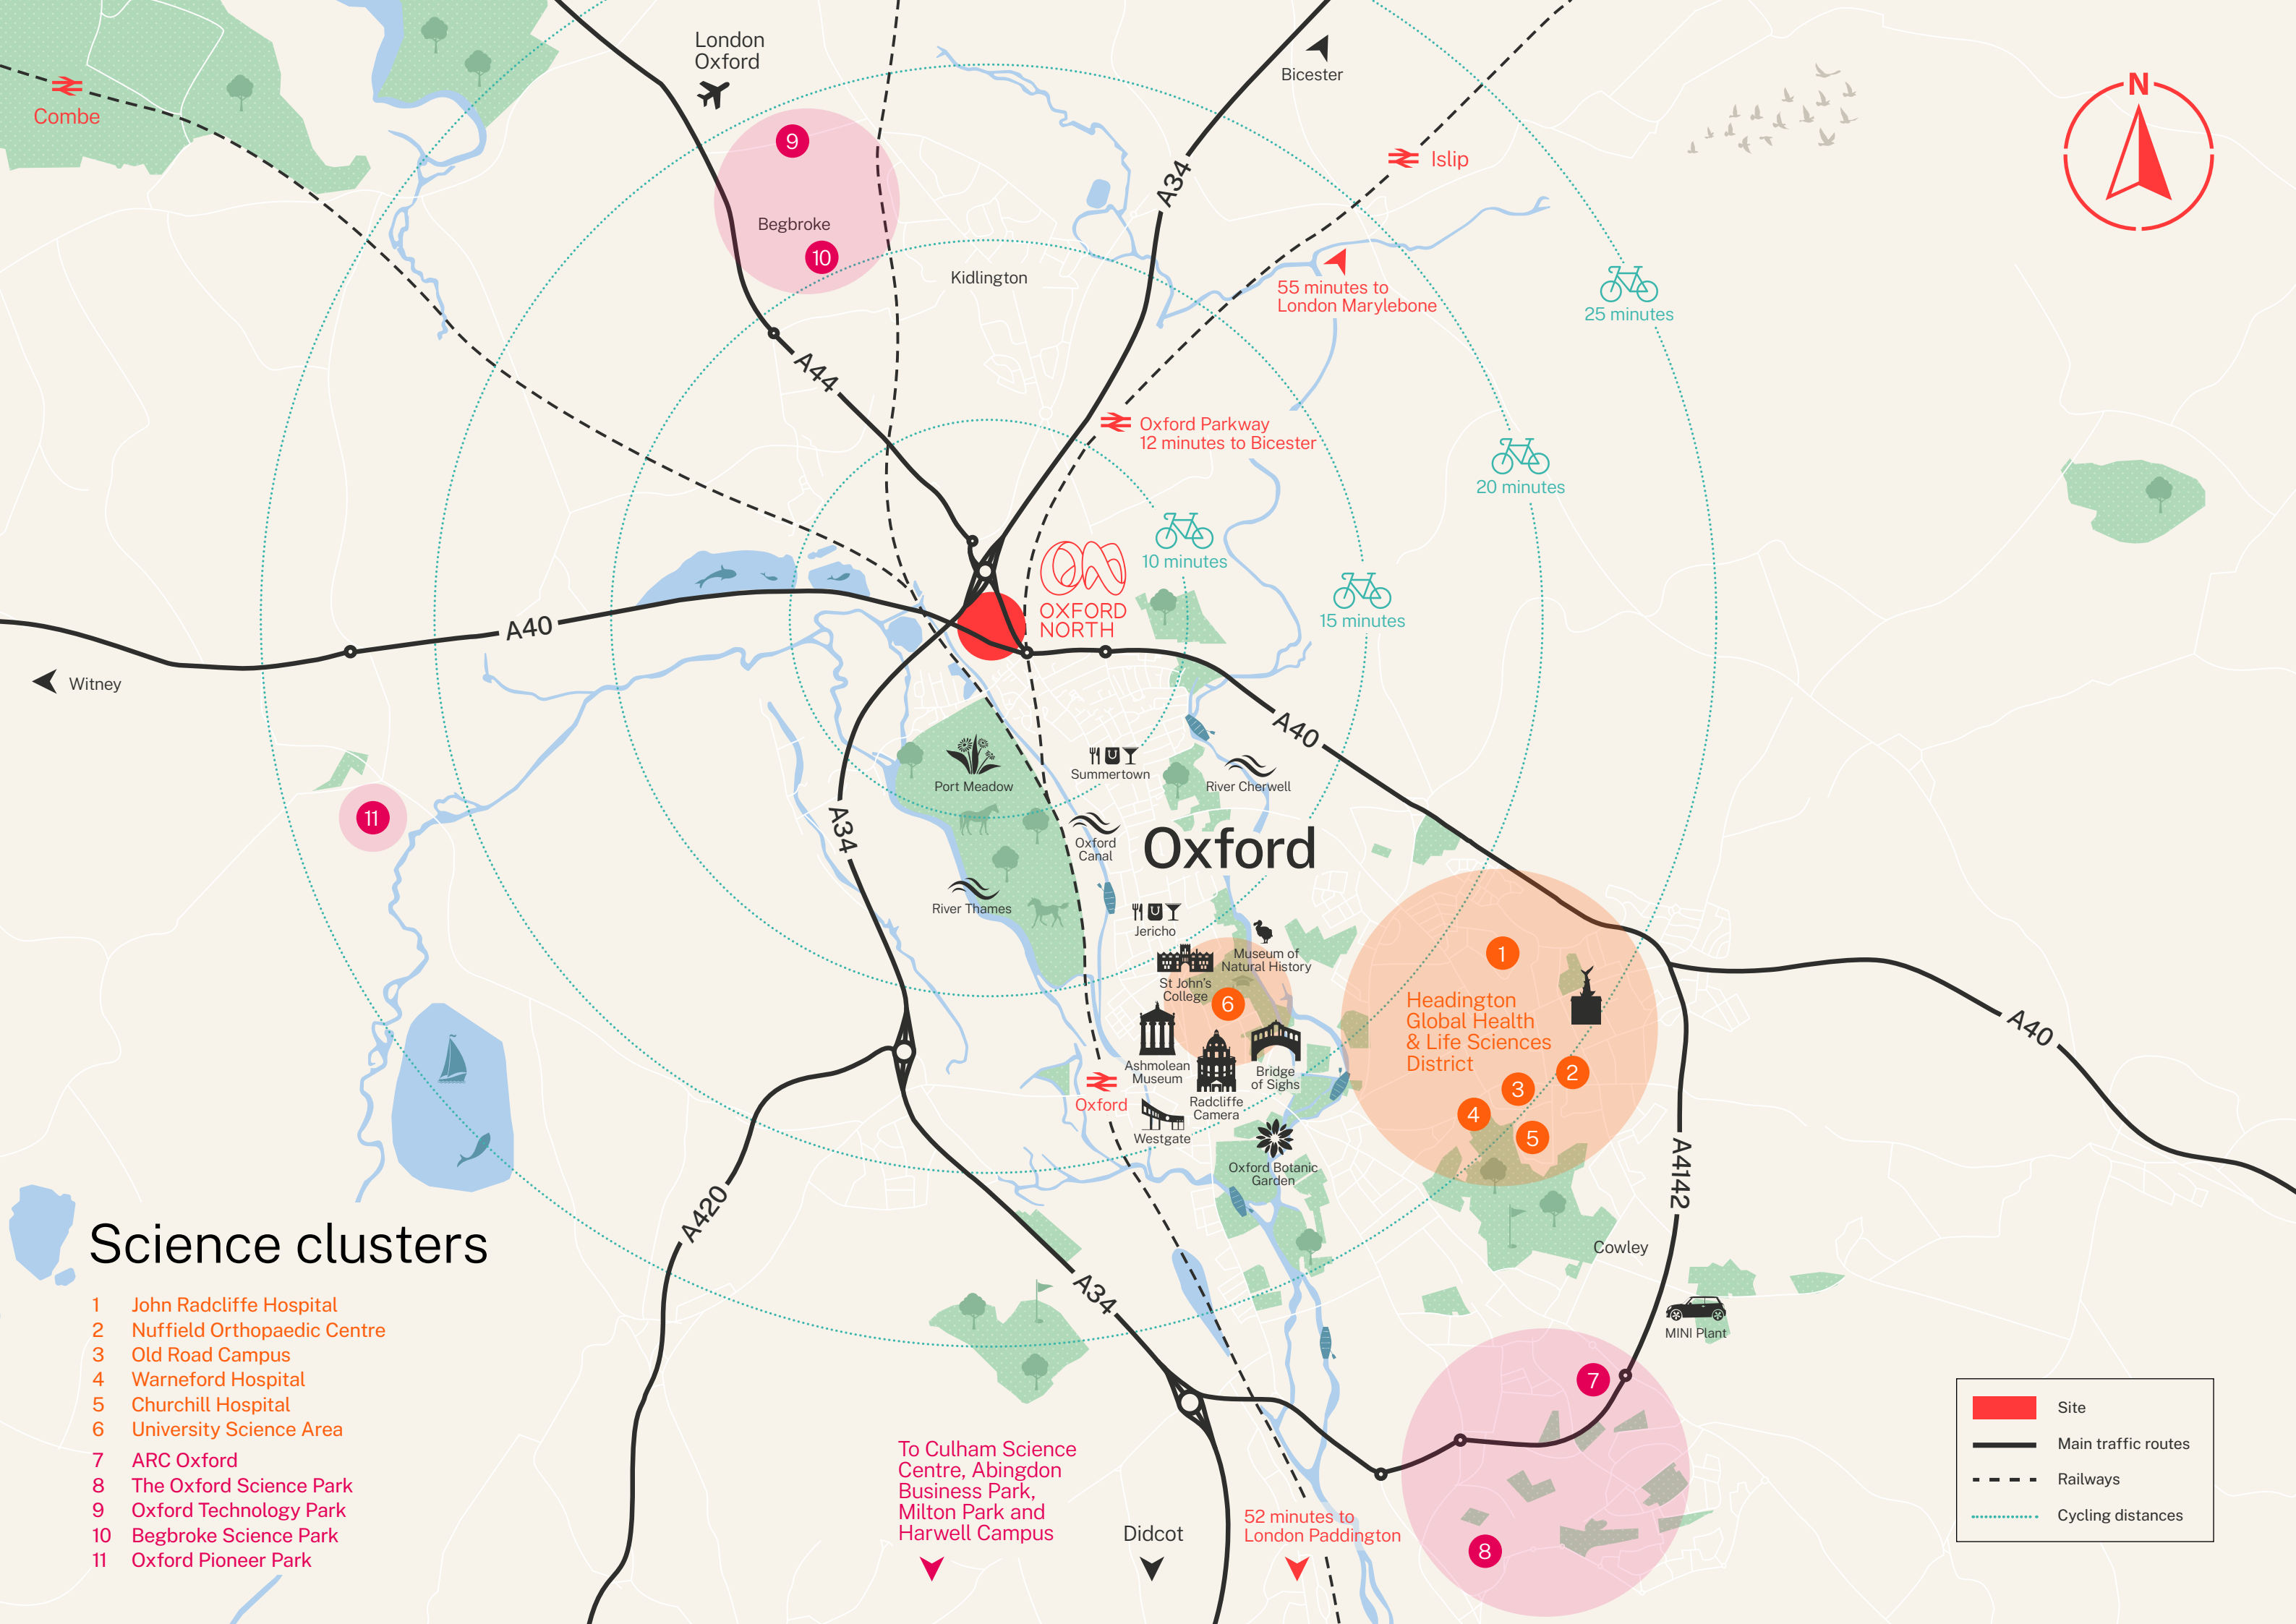 London
Oxford
Bicester
N
Combe
9
Islip
A34
Begbroke
10
Kidlington
55 minutes to
London Marylebone
25 minutes
A44
Oxford Parkway
12 minutes to Bicester
20 minutes
10 minutes
OXFORD
NORTH
15 minutes
A40
Witney
A40
Port Meadow
Summertown
River Cherwell
11
A34
Oxford
Canal
Oxford
River Thames
Jericho
Museum of
Natural History
St John's
College
6
1
Headington
Global Health
& Life Sciences
District
A40
Ashmolean
Museum
Bridge
of Sighs
2
3
Oxford
Radcliffe
Camera
4
Westgate
5
Oxford Botanic
Garden
A4142
A420
Cowley
A34
MINI Plant
7
8
Science clusters
1 John Radcliffe Hospital
2 Nuffield Orthopaedic Centre
3 Old Road Campus
4 Warneford Hospital
5 Churchill Hospital
6 University Science Area
7 ARC Oxford
8 The Oxford Science Park
9 Oxford Technology Park
10 Begbroke Science Park
11 Oxford Pioneer Park
To Culham Science
Centre, Abingdon
Business Park,
Milton Park and
Harwell Campus
Didcot
52 minutes to
London Paddington
Site
Main traffic routes
Railways
Cycling distances